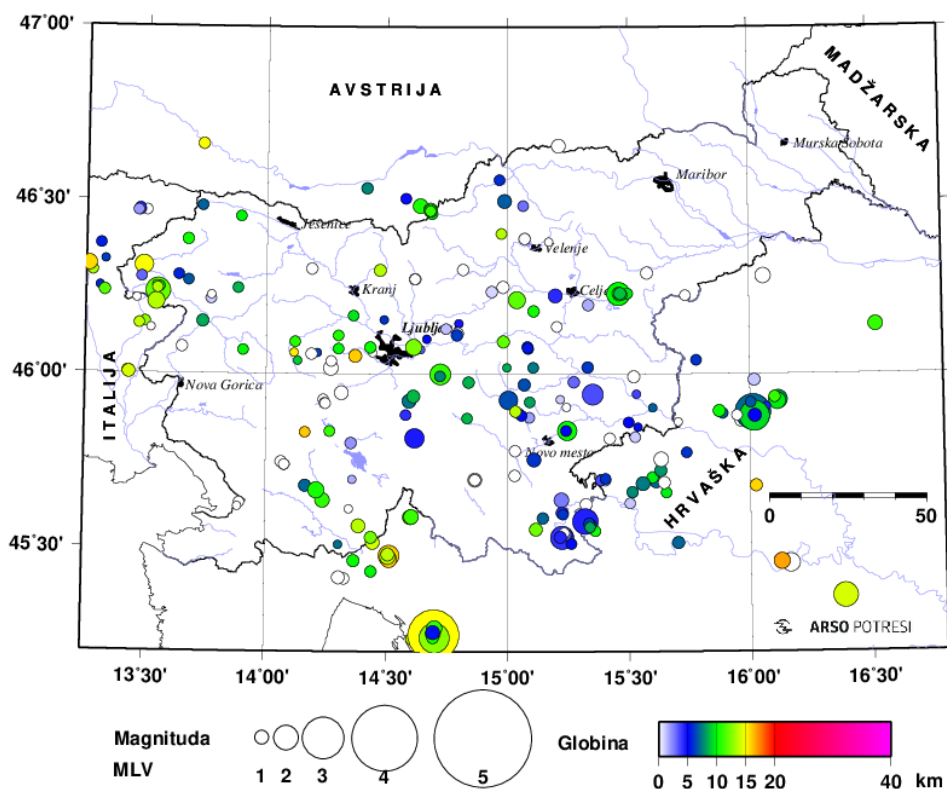 47°00'
46°30'
46°00'
45°30'
13°30'
14°00'
14°30'
15°00'
15°30'
16°00'
16°30'
AVSTRIJA
MADŽARSKA
ITALIJA
HRVAŠKA
Murska Sobota
Maribor
Jesenice
Velenje
Kranj
Celje
Ljublj
Nova Gorica
Novo mesto
0 50
ARSO POTRESI
Magnituda
MLV
1 2 3 4 5
Globina
0 5 10 15 20 40 km